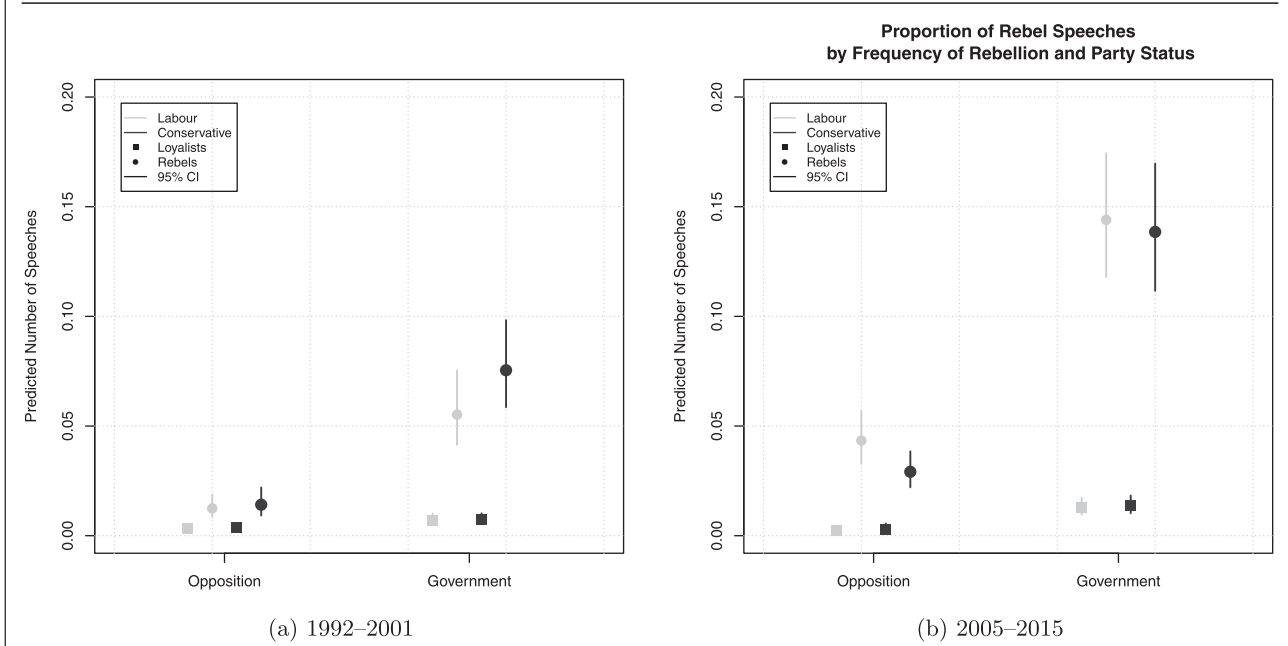 Proportion of Rebel Speeches
by Frequency of Rebellion and Party Status
Predicted Number of Speeches
0.20
0.15
0.10
0.05
0.00
Labour
Conservative
Loyalists
Rebels
95% CI
Opposition
Government
(a) 1992–2001
Predicted Number of Speeches
0.20
0.15
0.10
0.05
0.00
Labour
Conservative
Loyalists
Rebels
95% CI
Opposition
Government
(b) 2005–2015